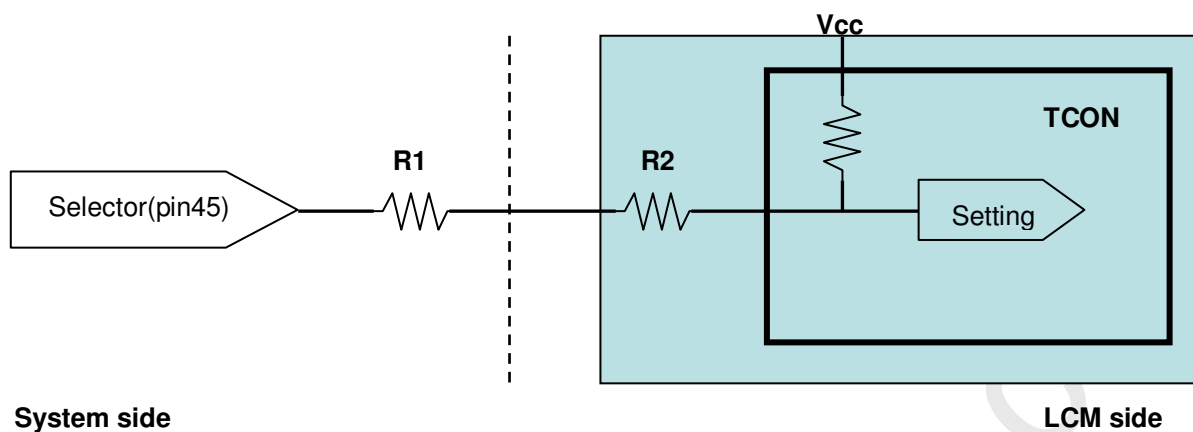 Vcc
TCON
R1
R2
Selector(pin45)
Setting
System side
LCM side